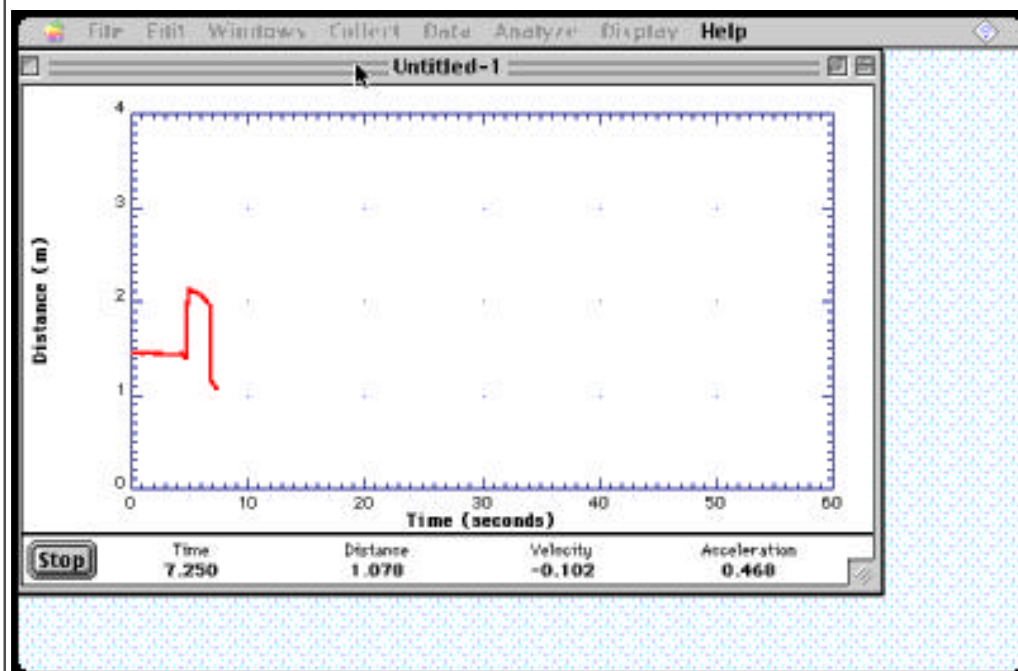 File Edit Windows Collect Data Analyze Display Help
Untitled-1
4
3
2
1
0
Distance (m)
0 10 20 30 40 50 60
Time (seconds)
Stop
Time Distance Velocity Acceleration
7.250 1.078 -0.102 0.468